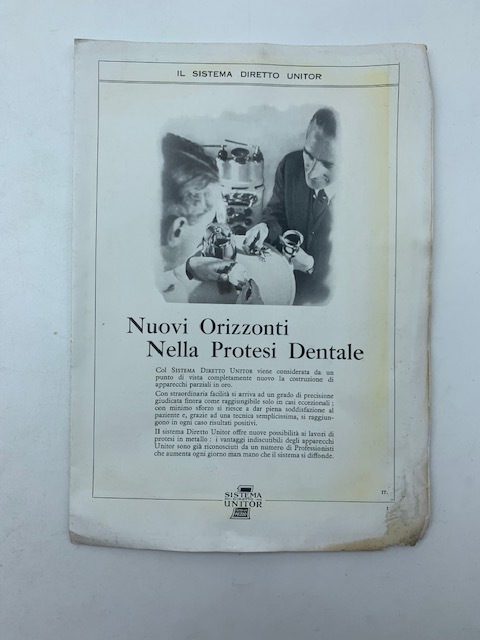 IL SISTEMA DIRETTO UNITOR
Nuovi Orizzonti
Nella Protesi Dentale
Col SISTEMA DIRETTO UNITOR viene considerata da un
punto di vista completamente nuovo la costruzione di
apparecchi parziali in oro.
Con straordinaria facilità si arriva ad un grado di precisione
giudicata finora come raggiungibile solo in casi eccezionali ;
con minimo sforzo si riesce a dar piena soddisfazione al
paziente e, grazie ad una tecnica semplicissima, si raggiun-
gono in ogni caso risultati positivi.
Il sistema Diretto Unitor offre nuove possibilità ai lavori di
protesi in metallo : i vantaggi indiscutibili degli apparecchi
Unitor sono già riconosciuti da un numero di Professionisti
che aumenta ogni giorno man mano che il sistema si diffonde.
IT.
SISTEMA
UNITOR
1